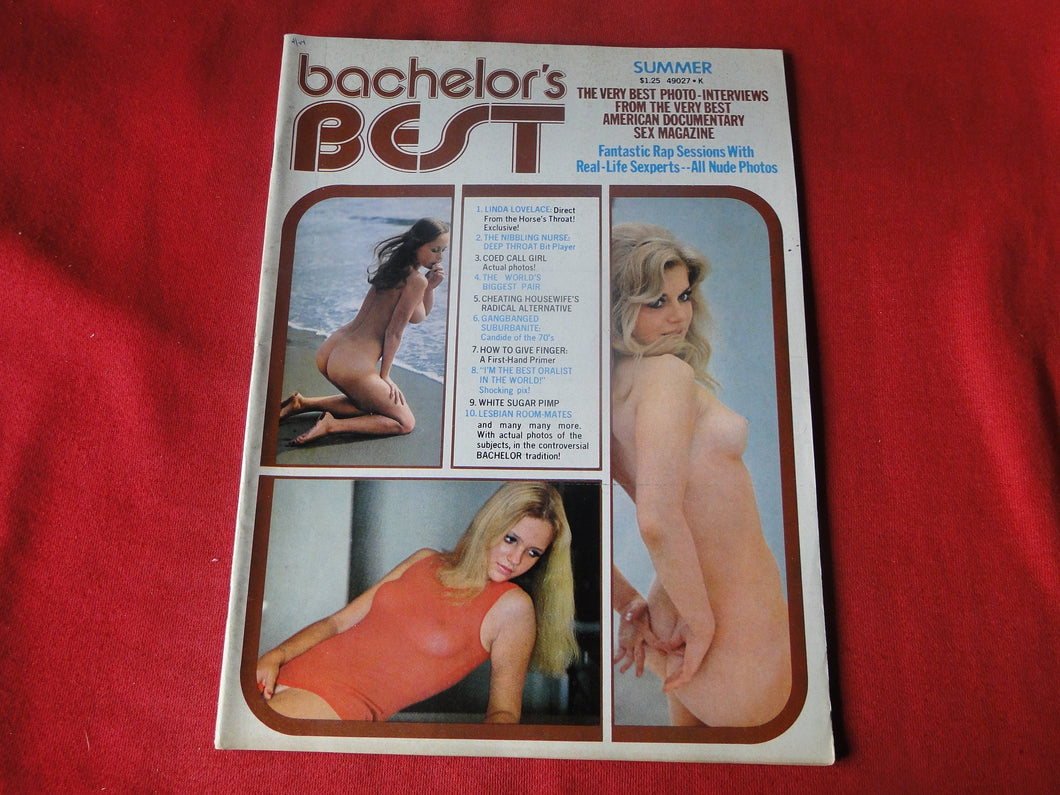 bachelor's
BEST
SUMMER
$1.25 49027 • K
THE VERY BEST PHOTO-INTERVIEWS
FROM THE VERY BEST
AMERICAN DOCUMENTARY
SEX MAGAZINE
Fantastic Rap Sessions With
Real-Life Sexperts--All Nude Photos
1. LINDA LOVELACE: Direct
From the Horse's Throat!
Exclusive!
2. THE NIBBLING NURSE:
DEEP THROAT Bit Player
3. COED CALL GIRL
Actual photos!
4. THE WORLD'S
BIGGEST PAIR
5. CHEATING HOUSEWIFE'S
RADICAL ALTERNATIVE
6. GANGBANGED
SUBURBANITE:
Candide of the 70's
7. HOW TO GIVE FINGER:
A First-Hand Primer
8. "I'M THE BEST ORALIST
IN THE WORLD!"
Shocking pix!
9. WHITE SUGAR PIMP
10. LESBIAN ROOM-MATES
and many many more.
With actual photos of the
subjects, in the controversial
BACHELOR tradition!